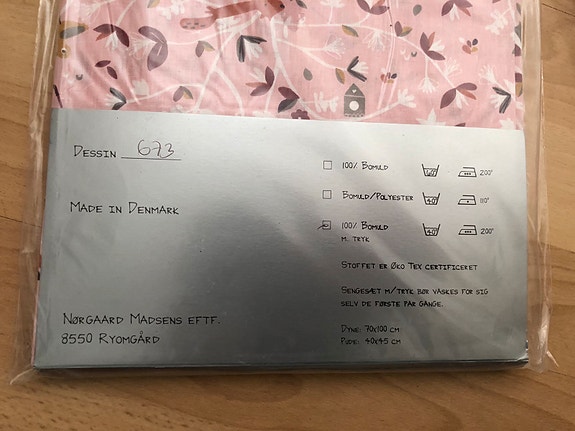 DESSIN 673
MADE IN DENMARK
NØRGAARD MADSENS EFTF.
8550 RYOMGÅRD
100% BOMULD 60 200°
BOMULD/POLYESTER 40 110°
100% BOMULD 40 200°
M. TRYK
STOFFET ER ØKO TEX CERTIFICERET
SENGESÆT M/TRYK BØR VASKES FOR SIG
SELV DE FØRSTE PAR GANGE.
DYNE: 70X100 CM
PUDE: 40X45 CM